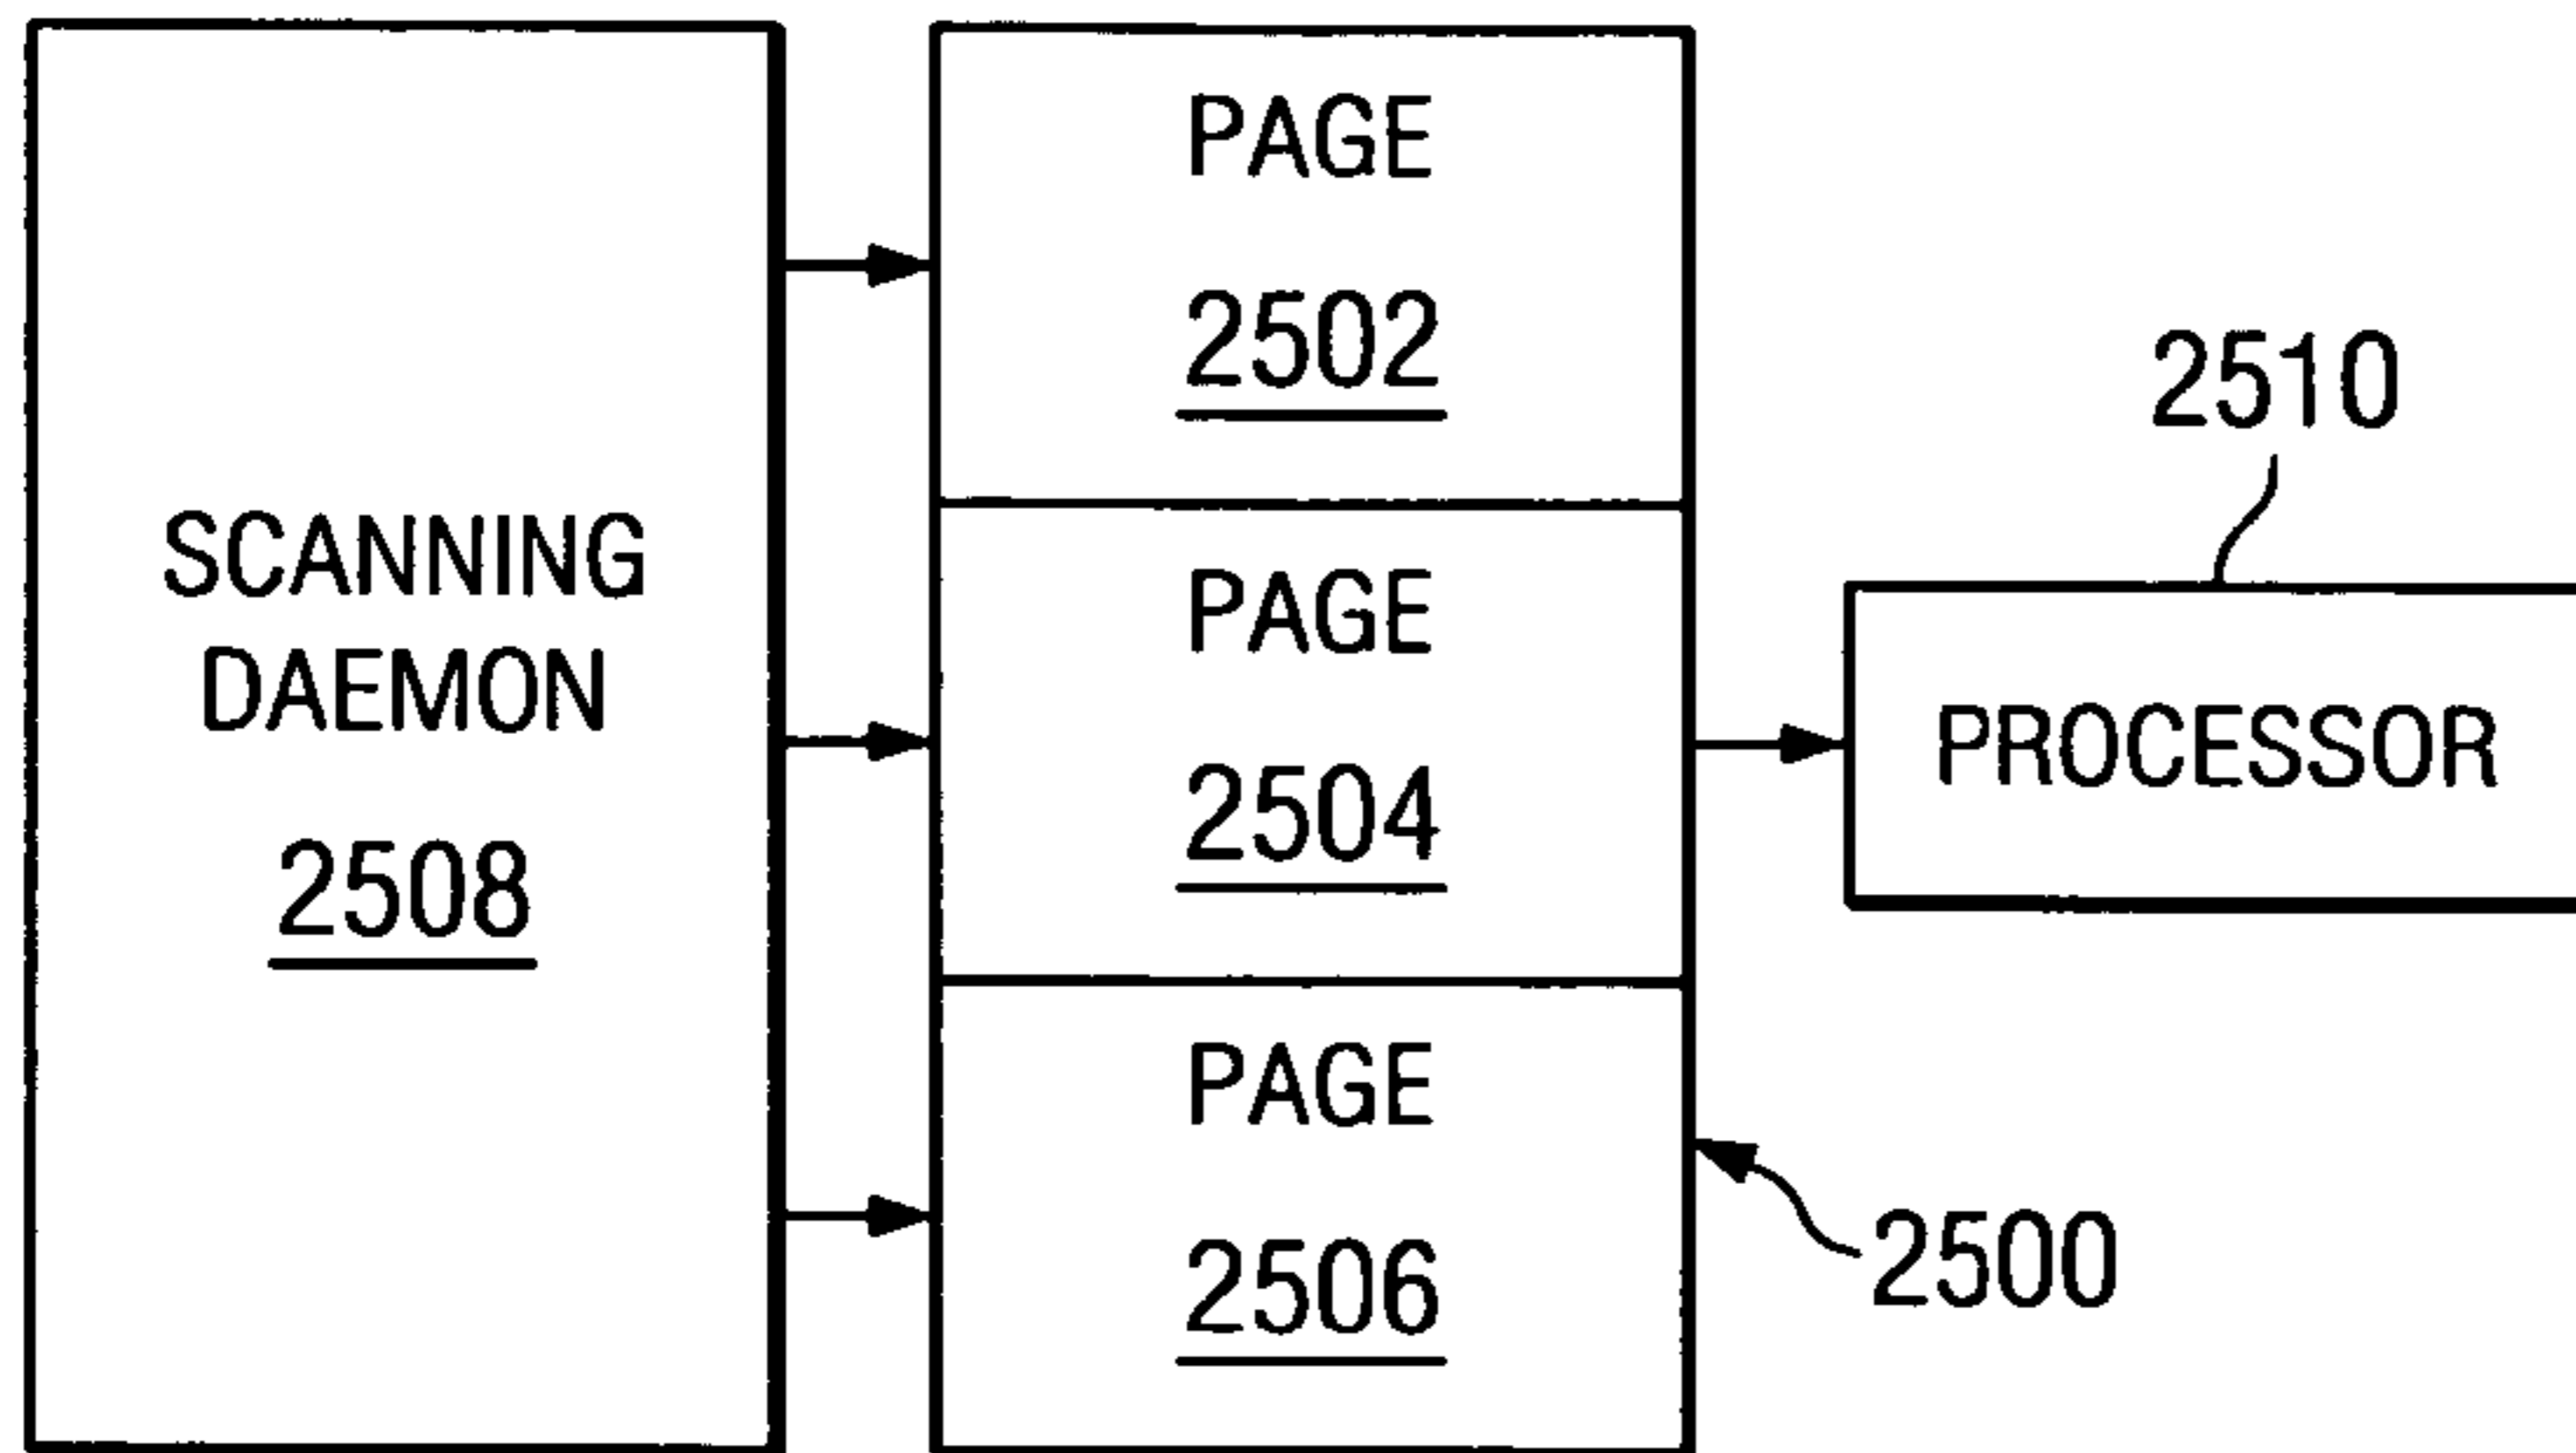 SCANNING
DAEMON
2508
PAGE
2502
PAGE
2504
PAGE
2506
2510
PROCESSOR
2500